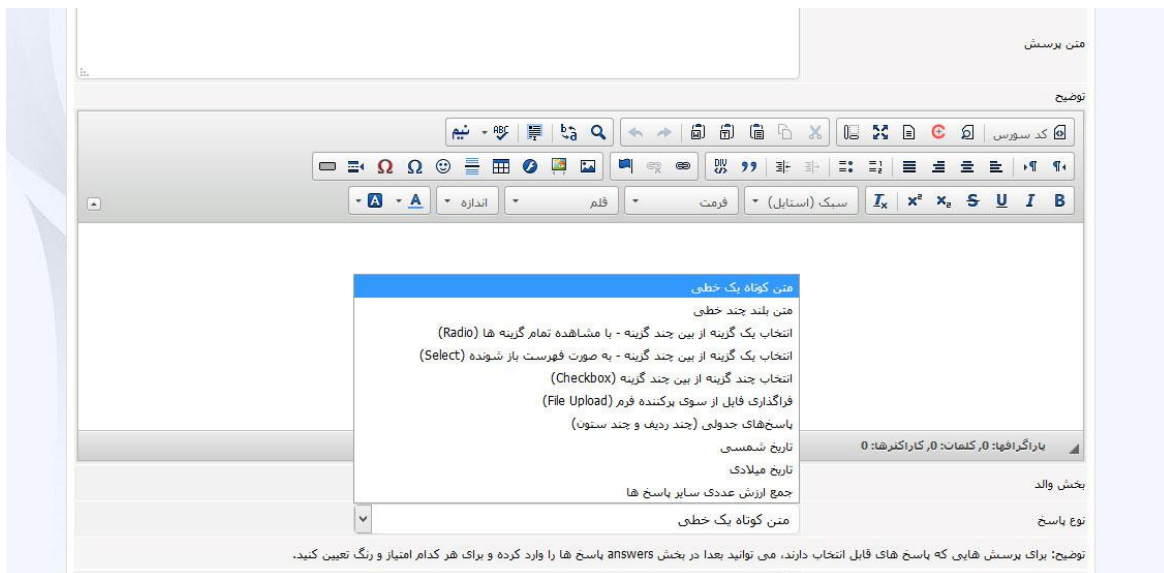 متن پرسش
توضیح
کد سورس
ABC نیم
DIV
B I U S x₂ x² Tx سبک (استایل) فرمت قلم اندازه A A
متن کوتاه یک خطی
متن بلند چند خطی
انتخاب یک گزینه از بین چند گزینه - با مشاهده تمام گزینه ها (Radio)
انتخاب یک گزینه از بین چند گزینه - به صورت فهرست باز شونده (Select)
انتخاب چند گزینه از بین چند گزینه (Checkbox)
فراگذاری فایل از سوی پرکننده فرم (File Upload)
پاسخ‌های جدولی (چند ردیف و چند ستون)
تاریخ شمسی
تاریخ میلادی
جمع ارزش عددی سایر پاسخ ها
پاراگرافها: 0, کلمات: 0, کاراکترها: 0
بخش والد
نوع پاسخ
متن کوتاه یک خطی
توضیح: برای پرسش هایی که پاسخ های قابل انتخاب دارند، می توانید بعدا در بخش answers پاسخ ها را وارد کرده و برای هر کدام امتیاز و رنگ تعیین کنید.